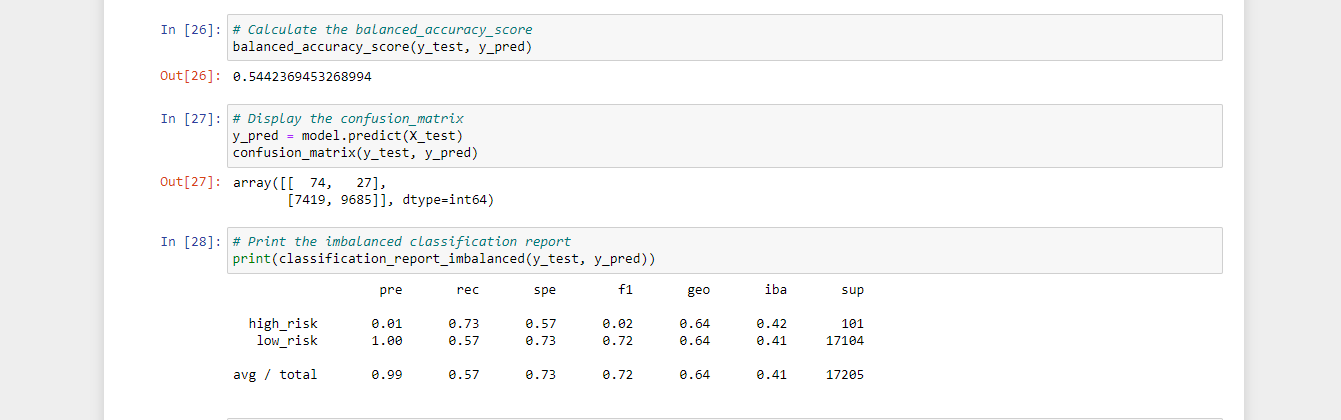 In [26]: # Calculate the balanced_accuracy_score
balanced_accuracy_score(y_test, y_pred)
Out[26]: 0.5442369453268994
In [27]: # Display the confusion_matrix
y_pred = model.predict(X_test)
confusion_matrix(y_test, y_pred)
Out[27]: array([[  74,   27],
       [7419, 9685]], dtype=int64)
In [28]: # Print the imbalanced classification report
print(classification_report_imbalanced(y_test, y_pred))
pre rec spe f1 geo iba sup
high_risk 0.01 0.73 0.57 0.02 0.64 0.42 101
low_risk 1.00 0.57 0.73 0.72 0.64 0.41 17104
avg / total 0.99 0.57 0.73 0.72 0.64 0.41 17205